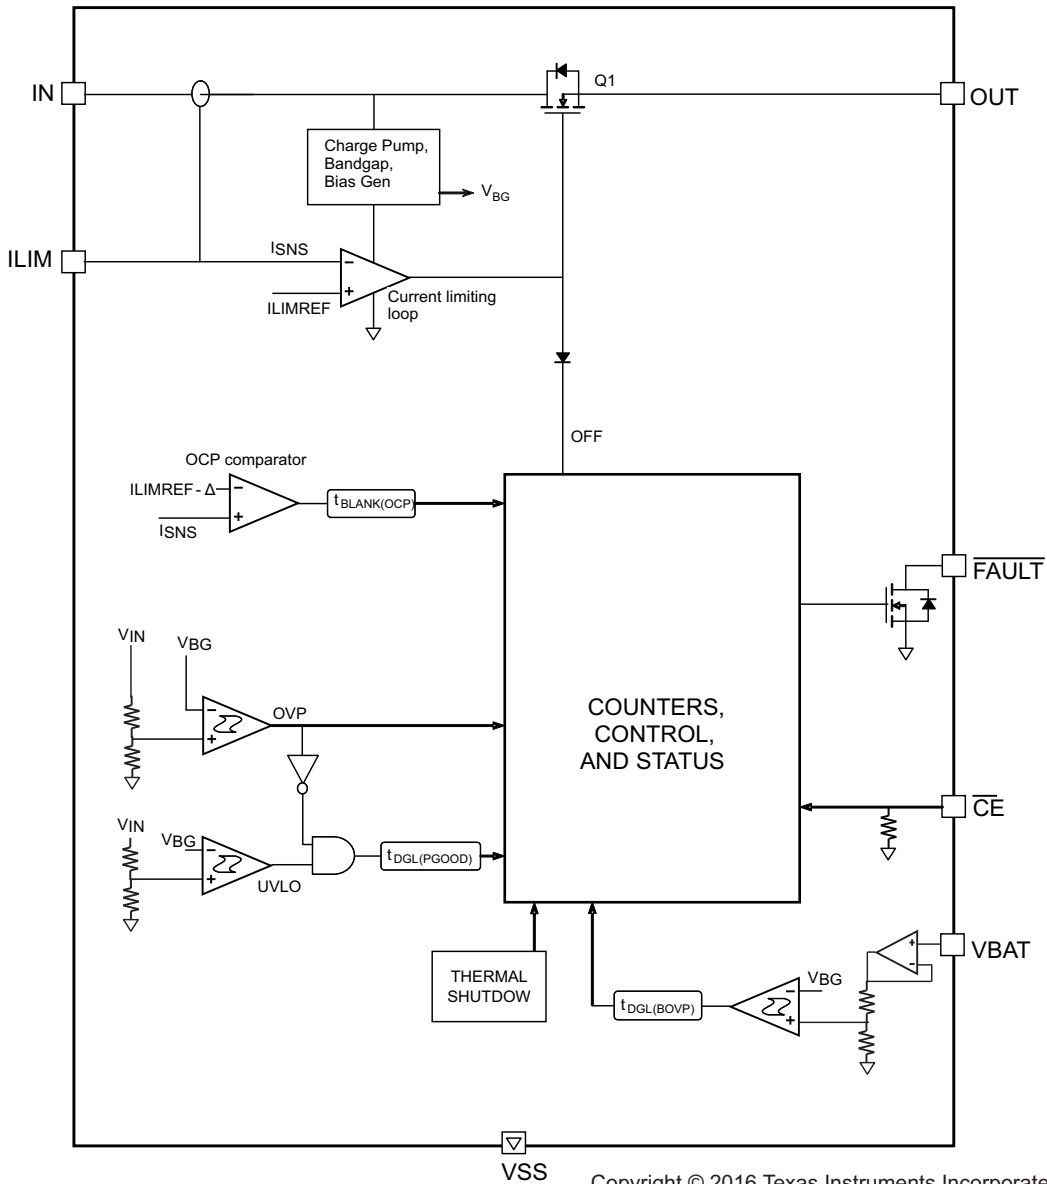 IN
Q1
OUT
Charge Pump,
Bandgap,
Bias Gen
VBG
ILIM
ISNS
ILIMREF
Current limiting
loop
OFF
OCP comparator
ILIMREF - Δ
ISNS
tBLANK(OCP)
FAULT
VIN
VBG
OVP
COUNTERS,
CONTROL,
AND STATUS
CE
VIN
VBG
UVLO
tDGL(PGOOD)
VBAT
THERMAL
SHUTDOW
tDGL(BOVP)
VBG
VSS
Copyright © 2016 Texas Instruments Incorporate